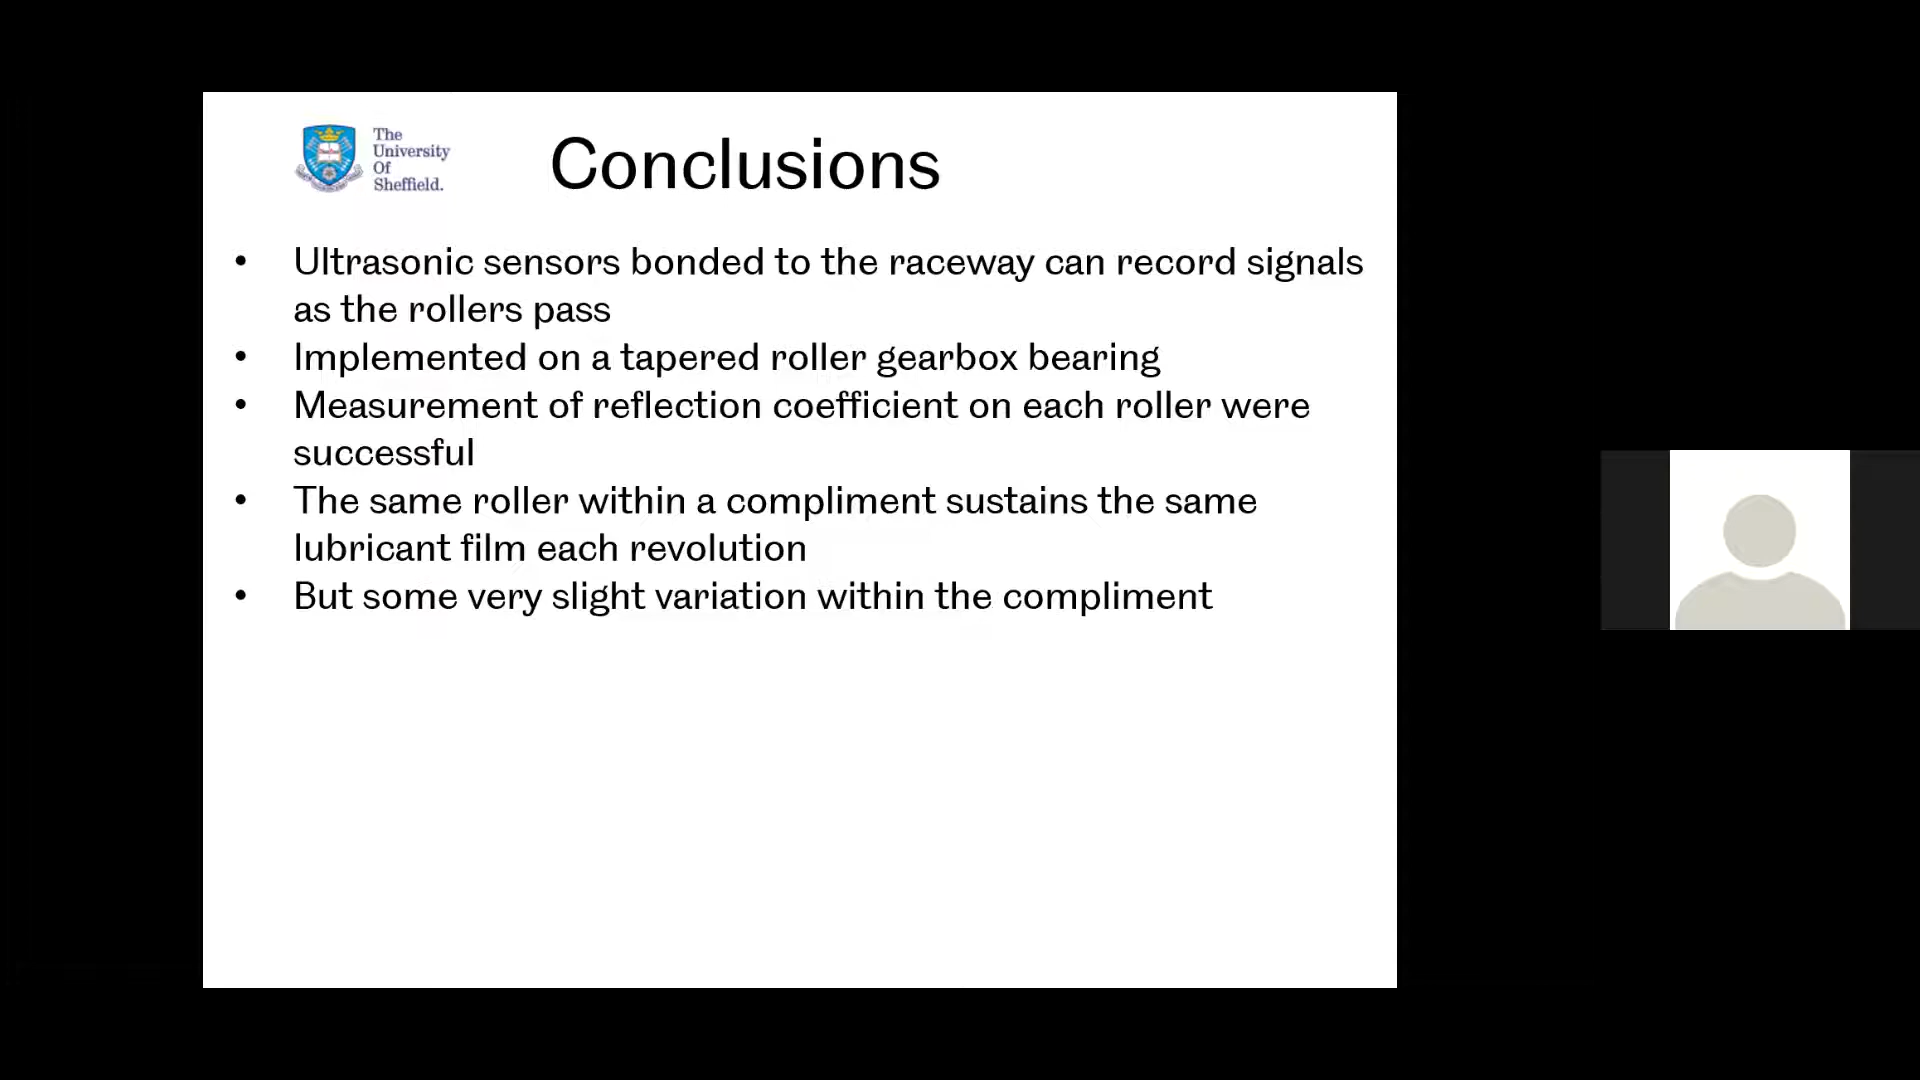 The
University
Of
Sheffield.
Conclusions
• Ultrasonic sensors bonded to the raceway can record signals
as the rollers pass
• Implemented on a tapered roller gearbox bearing
• Measurement of reflection coefficient on each roller were
successful
• The same roller within a compliment sustains the same
lubricant film each revolution
• But some very slight variation within the compliment